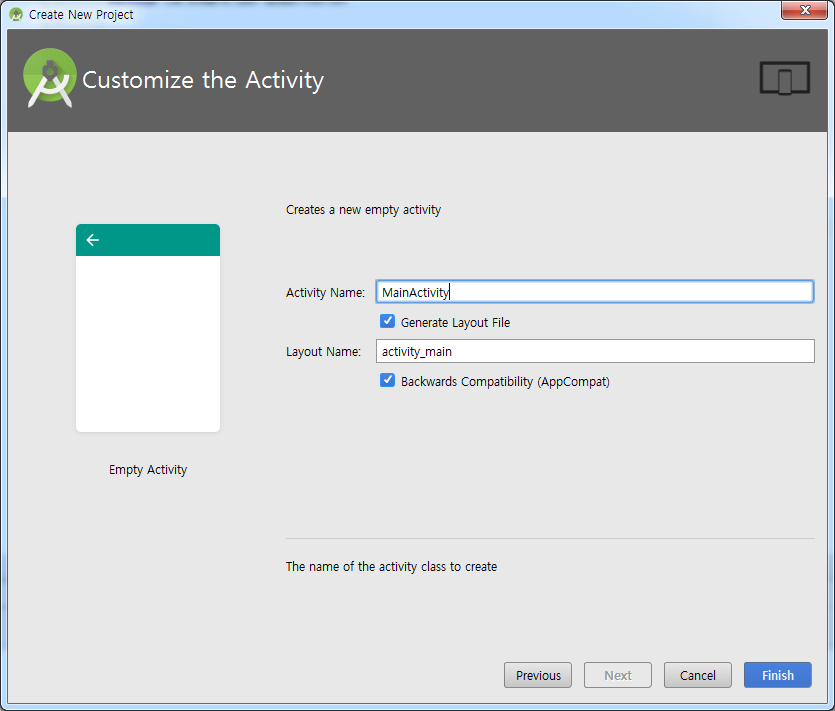 Create New Project
Customize the Activity
Creates a new empty activity
Activity Name: MainActivity
Generate Layout File
Layout Name: activity_main
Backwards Compatibility (AppCompat)
Empty Activity
The name of the activity class to create
Previous Next Cancel Finish